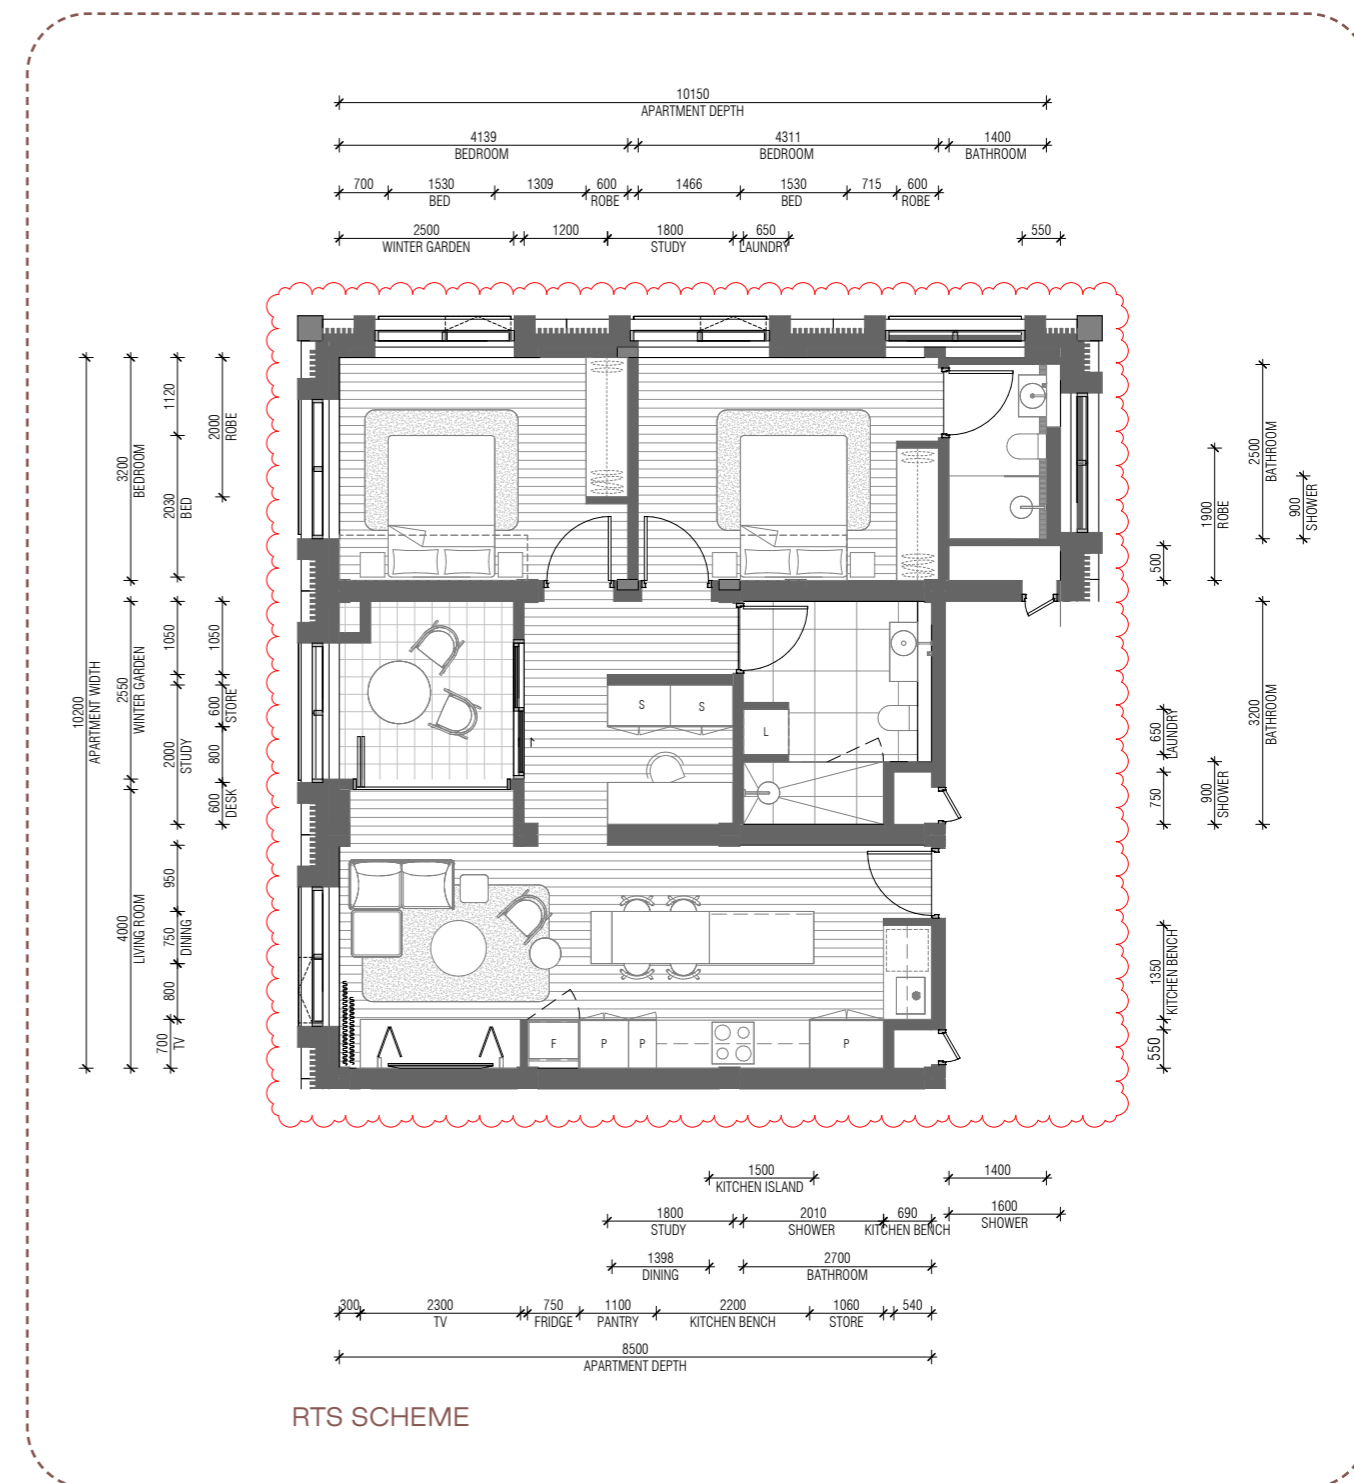 10150
APARTMENT DEPTH
4139
BEDROOM
4311
BEDROOM
1400
BATHROOM
700
1530
BED
1309
600
ROBE
1466
1530
BED
715
600
ROBE
2500
WINTER GARDEN
1200
1800
STUDY
650
LAUNDRY
550
10200
APARTMENT WIDTH
3200
BEDROOM
2550
WINTER GARDEN
4000
LIVING ROOM
1120
2030
BED
1050
2000
STUDY
950
750
DINING
800
700
TV
2000
ROBE
1050
600
STORE
800
600
DESK
S
S
L
F
P
P
P
500
650
LAUNDRY
750
1350
KITCHEN BENCH
550
1900
ROBE
900
SHOWER
2500
BATHROOM
3200
BATHROOM
900
SHOWER
1500
KITCHEN ISLAND
1400
1800
STUDY
2010
SHOWER
690
KITCHEN BENCH
1600
SHOWER
1398
DINING
2700
BATHROOM
300
2300
TV
750
FRIDGE
1100
PANTRY
2200
KITCHEN BENCH
1060
STORE
540
8500
APARTMENT DEPTH
RTS SCHEME